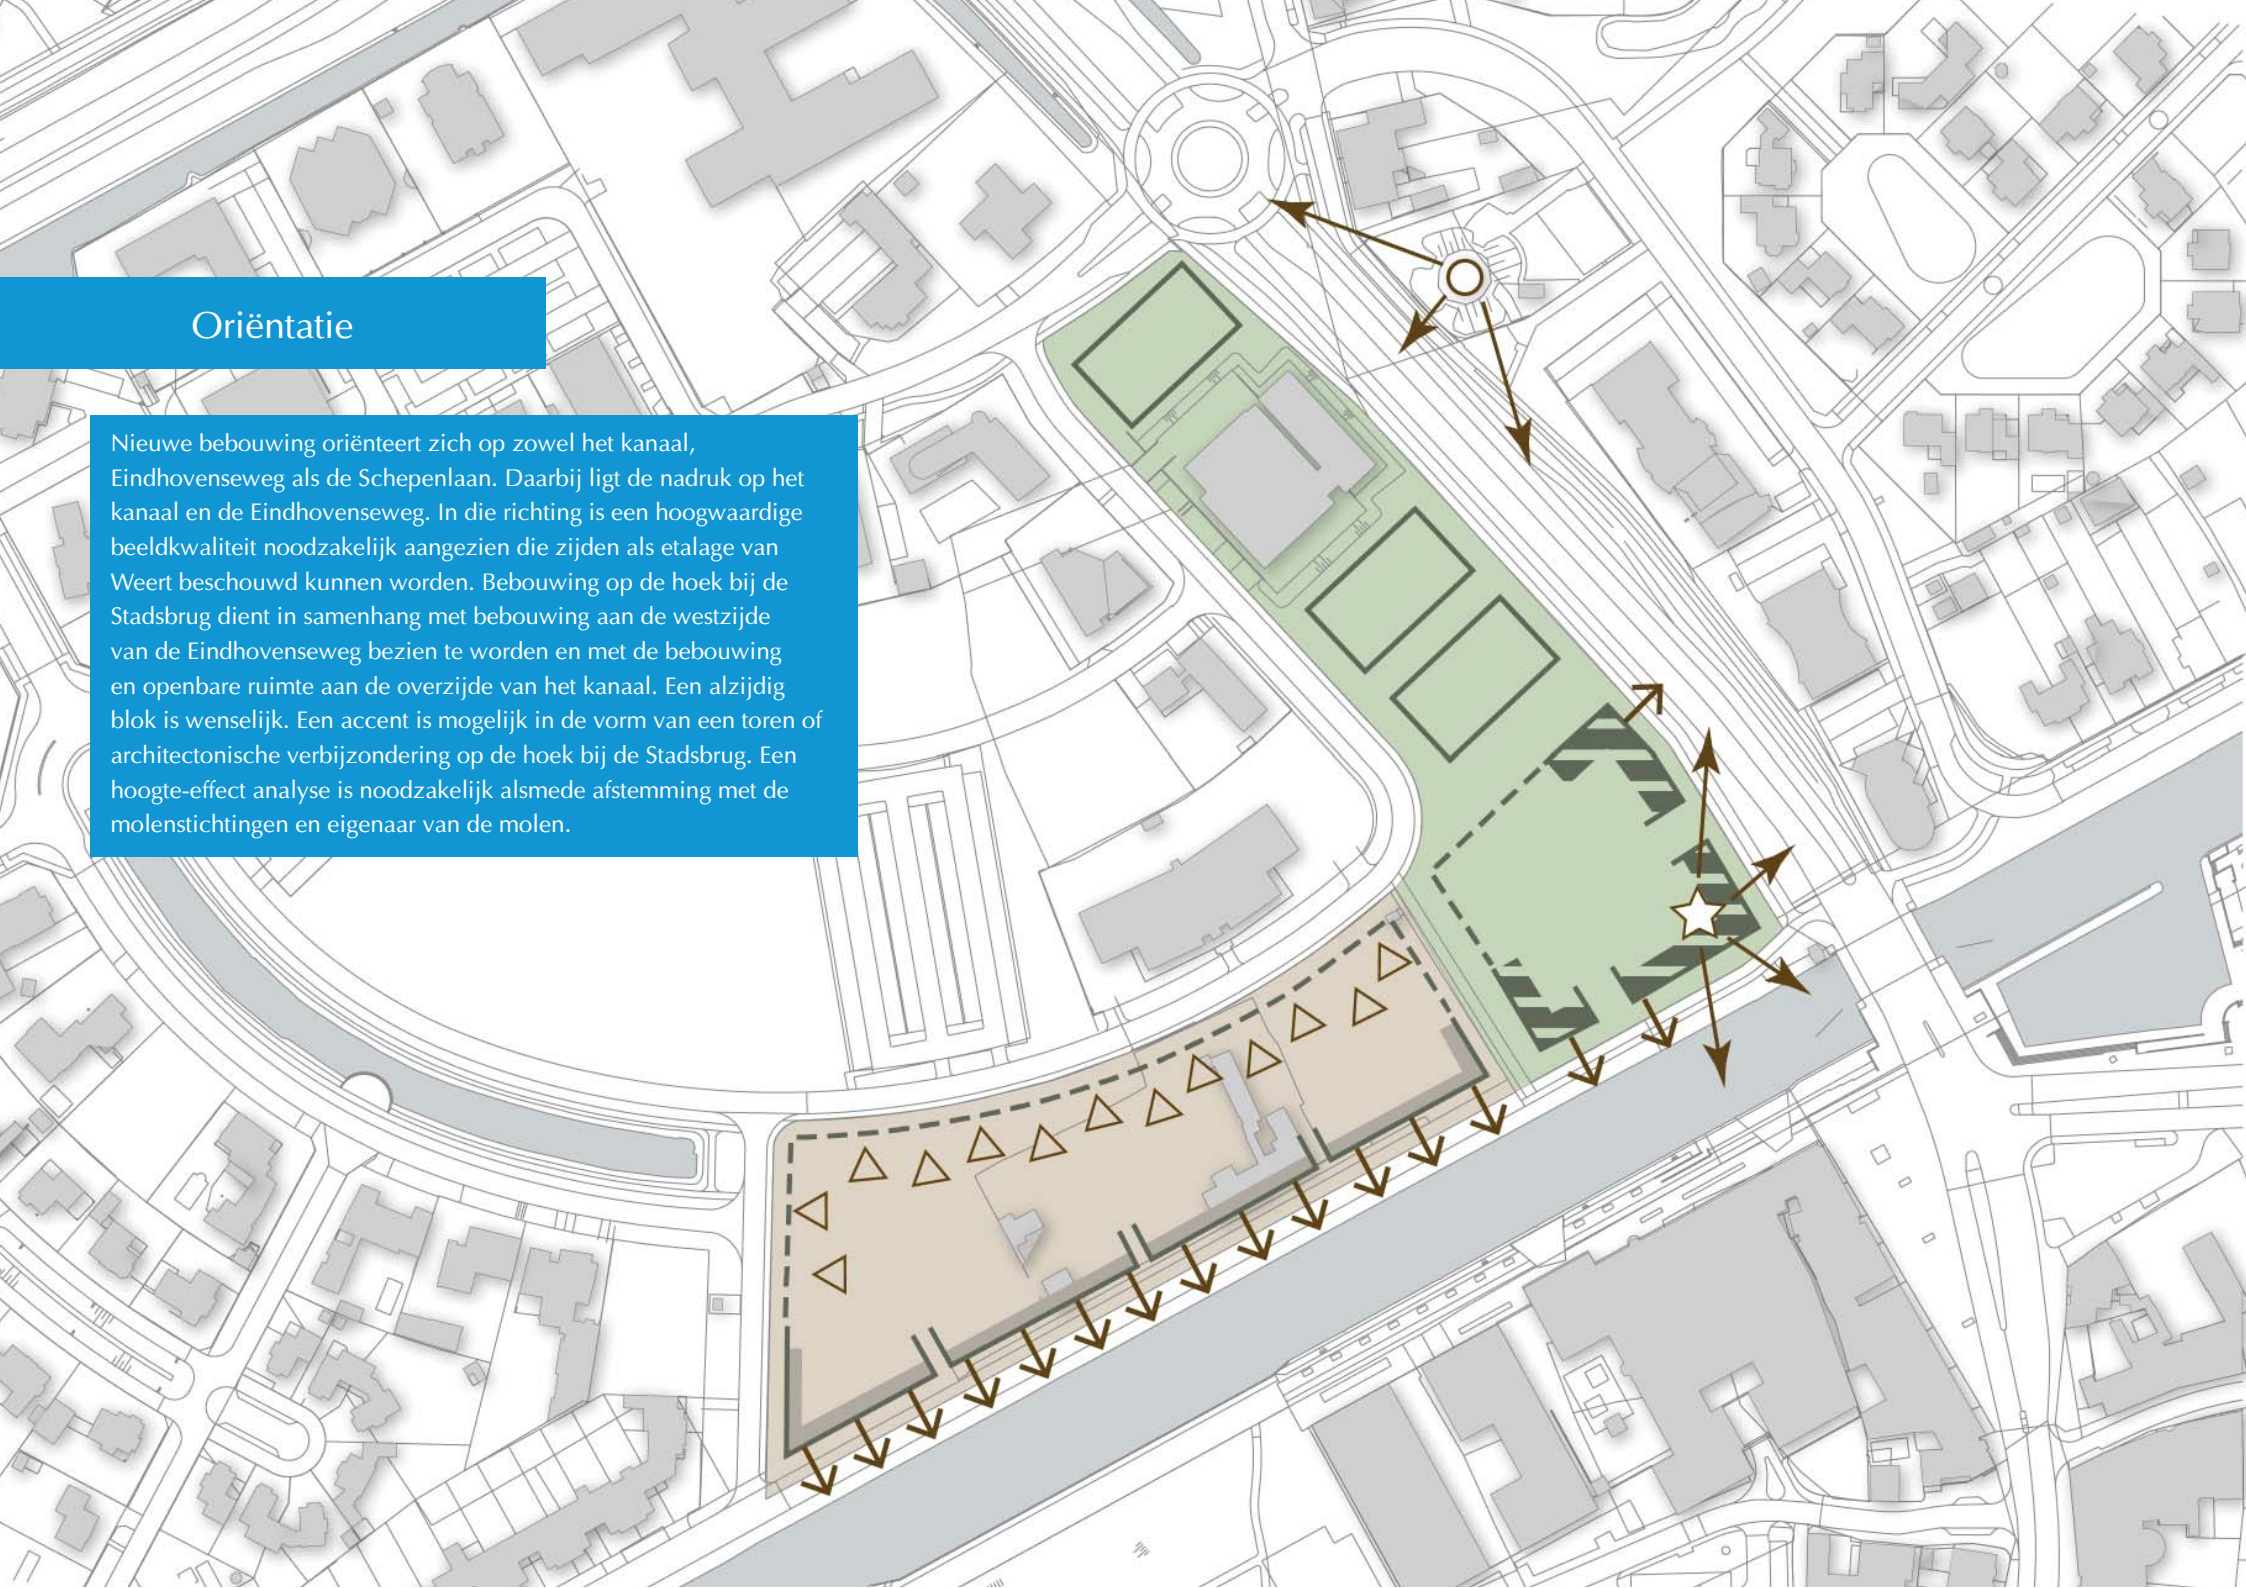 Oriëntatie
Nieuwe bebouwing oriënteert zich op zowel het kanaal,
Eindhovenseweg als de Schepenlaan. Daarbij ligt de nadruk op het
kanaal en de Eindhovenseweg. In die richting is een hoogwaardige
beeldkwaliteit noodzakelijk aangezien die zijden als etalage van
Weert beschouwd kunnen worden. Bebouwing op de hoek bij de
Stadsbrug dient in samenhang met bebouwing aan de westzijde
van de Eindhovenseweg bezien te worden en met de bebouwing
en openbare ruimte aan de overzijde van het kanaal. Een alzijdig
blok is wenselijk. Een accent is mogelijk in de vorm van een toren of
architectonische verbijzondering op de hoek bij de Stadsbrug. Een
hoogte-effect analyse is noodzakelijk alsmede afstemming met de
molenstichtingen en eigenaar van de molen.